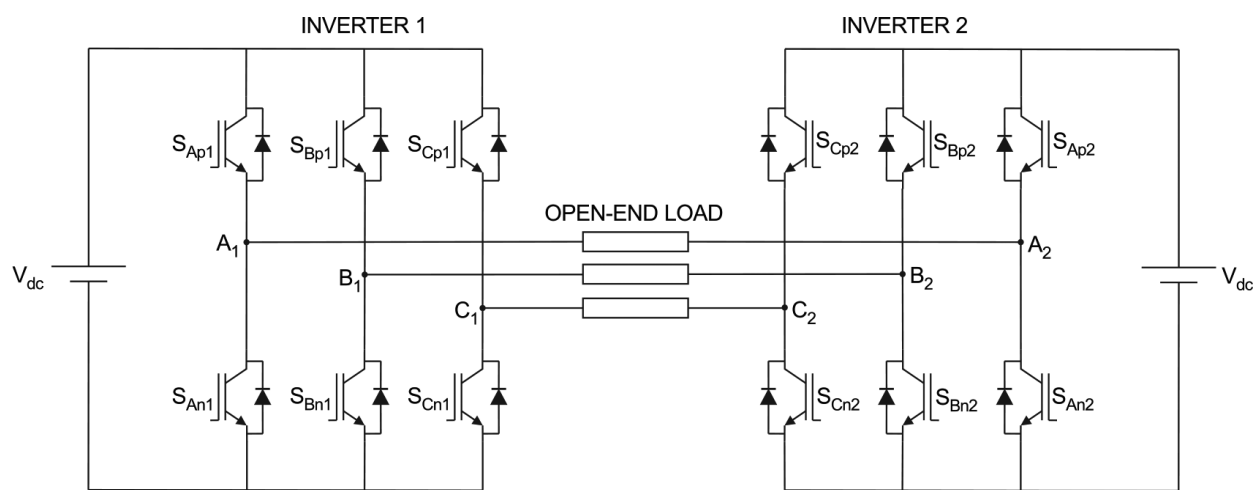 INVERTER 1
INVERTER 2
S_Ap1
S_Bp1
S_Cp1
S_Cp2
S_Bp2
S_Ap2
OPEN-END LOAD
A_1
A_2
V_dc
B_1
B_2
V_dc
C_1
C_2
S_An1
S_Bn1
S_Cn1
S_Cn2
S_Bn2
S_An2